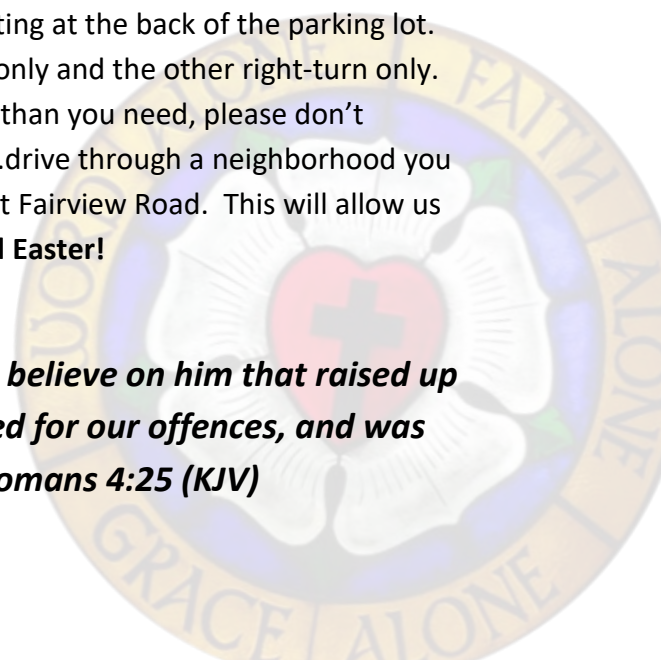 ting at the back of the parking lot.
only and the other right-turn only.
than you need, please don’t
.drive through a neighborhood you
t Fairview Road.  This will allow us
l Easter!
believe on him that raised up
ed for our offences, and was
omans 4:25 (KJV)
WORD ALONE | FAITH | ALONE
GRACE | ALONE